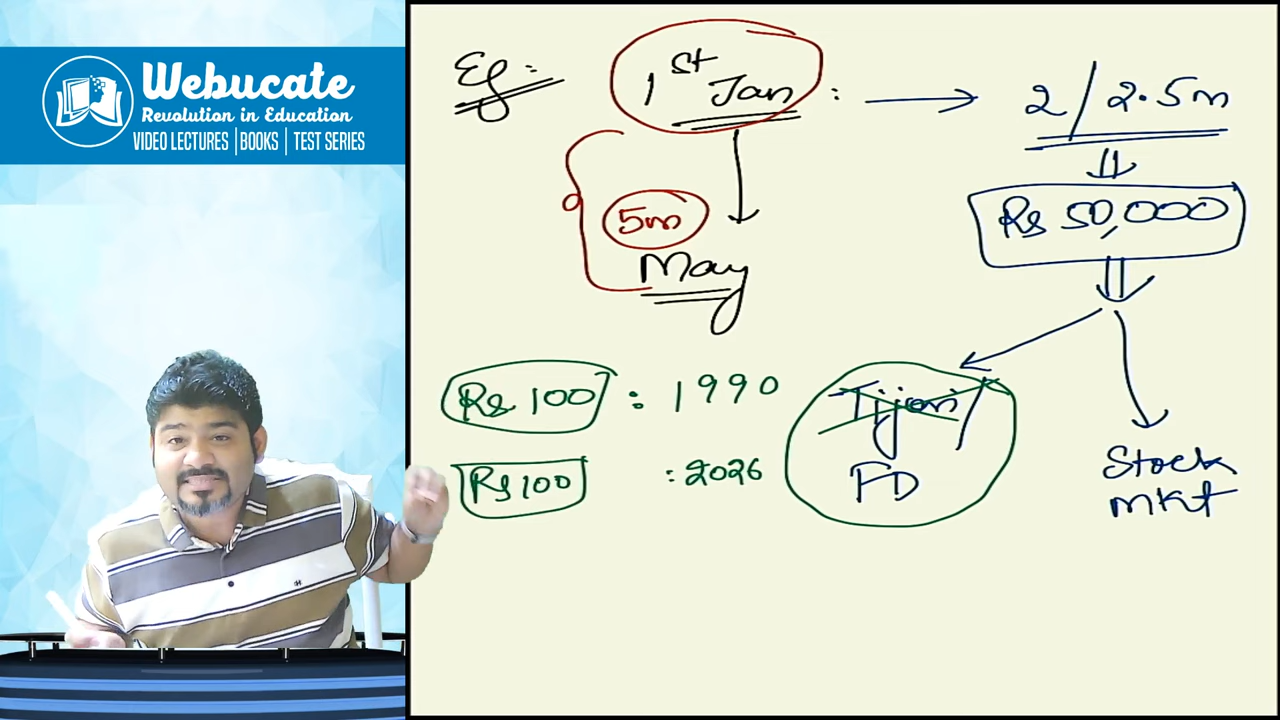 Webucate
Revolution in Education
VIDEO LECTURES | BOOKS | TEST SERIES
Eg:
1st Jan : → 2/2.5m
Rs 50,000
5m
May
Rs 100 : 1990
Tijori/
FD
Rs 100 : 2026
Stock
mkt